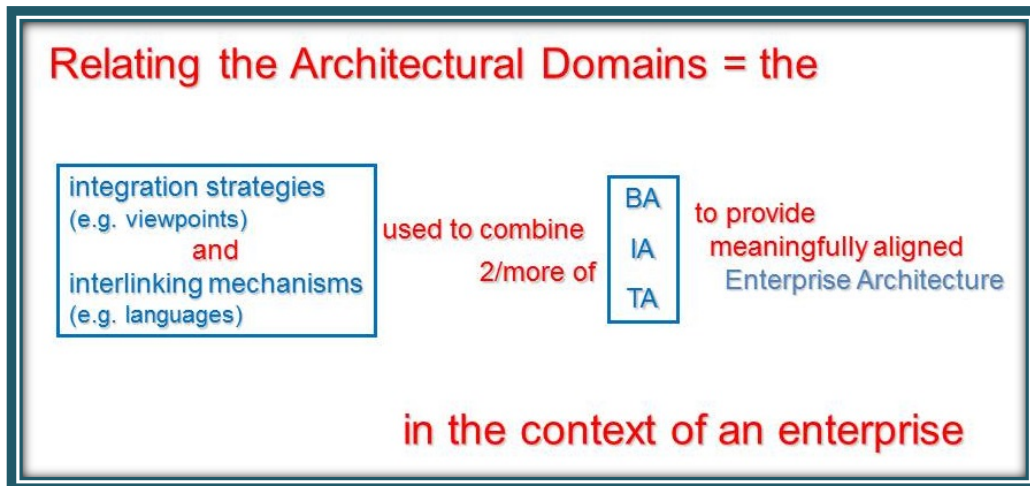 Relating the Architectural Domains = the
integration strategies
(e.g. viewpoints)
and
interlinking mechanisms
(e.g. languages)
used to combine
2/more of
BA
IA
TA
to provide
meaningfully aligned
Enterprise Architecture
in the context of an enterprise